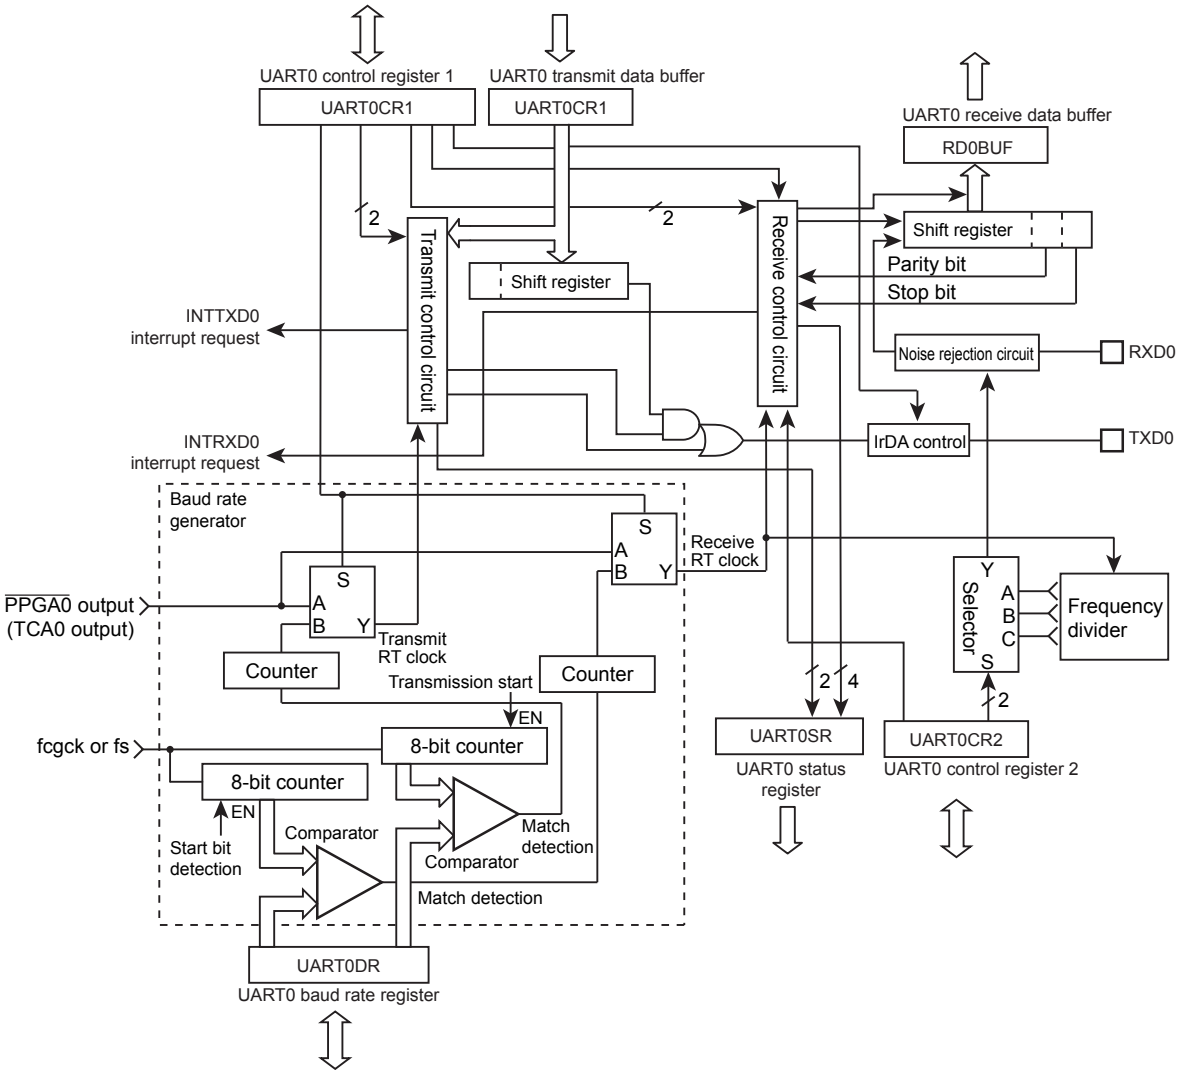 UART0 control register 1
UART0CR1
UART0 transmit data buffer
UART0CR1
UART0 receive data buffer
RD0BUF
2
2
Transmit control circuit
Receive control circuit
Shift register
Shift register
Parity bit
Stop bit
INTTXD0
interrupt request
Noise rejection circuit
RXD0
INTRXD0
interrupt request
IrDA control
TXD0
Baud rate
generator
S
A
B
Y
Receive
RT clock
S
A
B
Y
Transmit
RT clock
PPGA0 output
(TCA0 output)
Y
Selector
A
B
C
S
Frequency
divider
Counter
Counter
Transmission start
EN
2
4
2
fcgck or fs
8-bit counter
8-bit counter
UART0SR
UART0 status
register
UART0CR2
UART0 control register 2
EN
Start bit
detection
Comparator
Comparator
Match
detection
Match detection
UART0DR
UART0 baud rate register